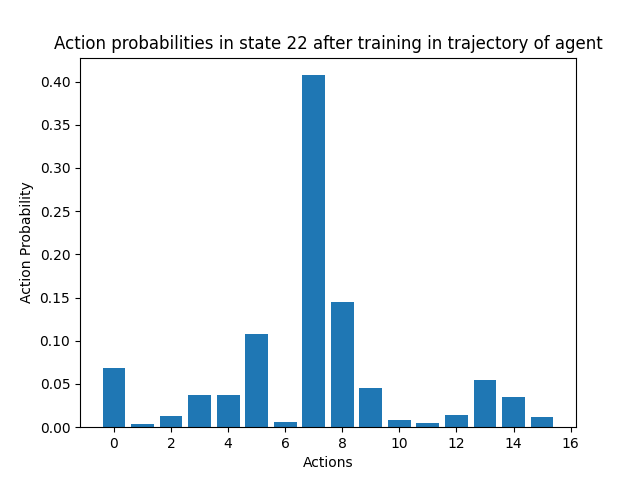 Action probabilities in state 22 after training in trajectory of agent
0.40
0.35
0.30
0.25
0.20
0.15
0.10
0.05
0.00
Action Probability
0 2 4 6 8 10 12 14 16
Actions